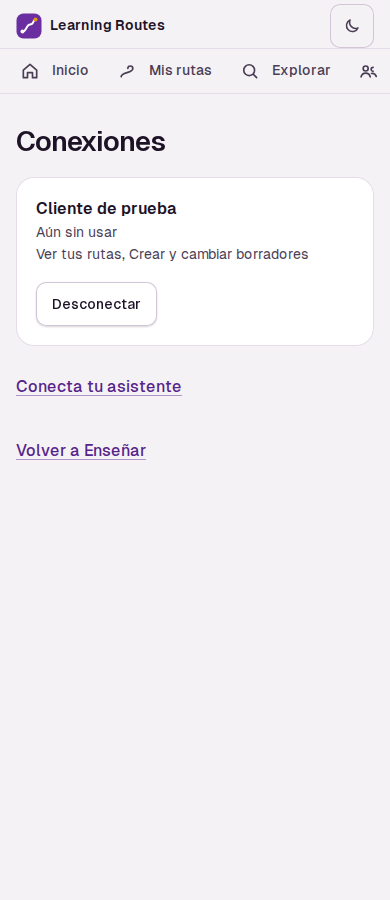 Learning Routes
Inicio
Mis rutas
Explorar
Conexiones
Cliente de prueba
Aún sin usar
Ver tus rutas, Crear y cambiar borradores
Desconectar
Conecta tu asistente
Volver a Enseñar